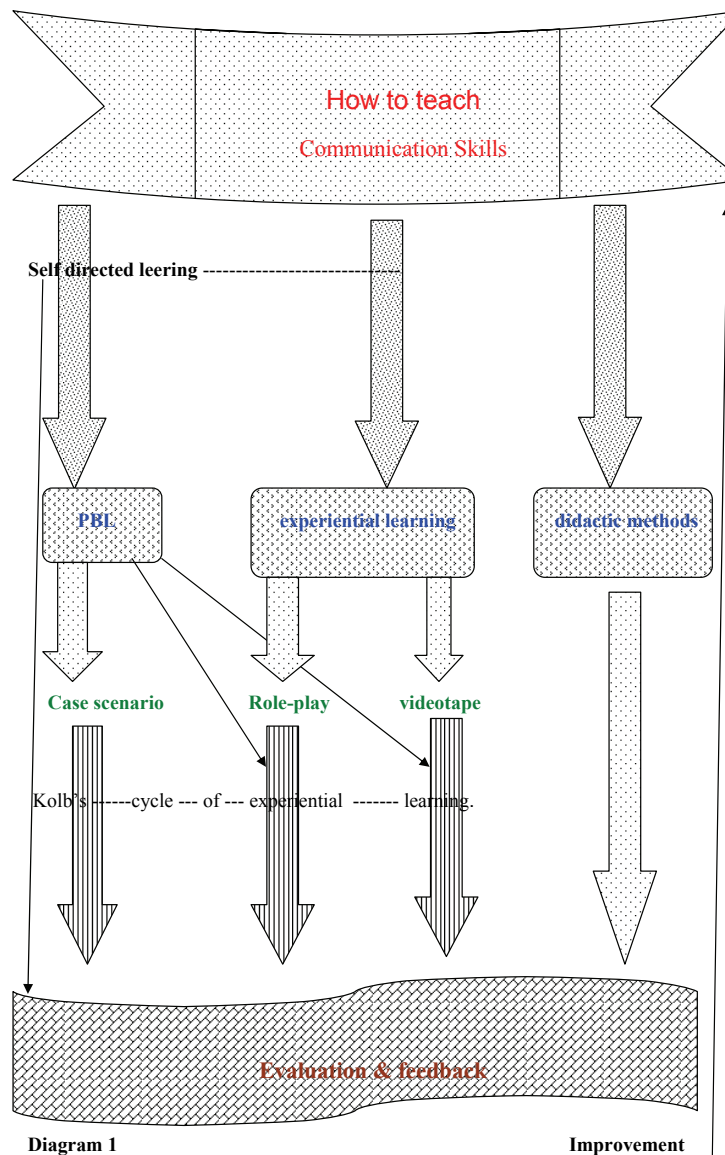 How to teach
Communication Skills
Self directed leering --------------------------------
PBL
experiential learning
didactic methods
Case scenario
Role-play
videotape
Kolb's ------cycle --- of --- experiential ------- learning.
Evaluation & feedback
Diagram 1
Improvement